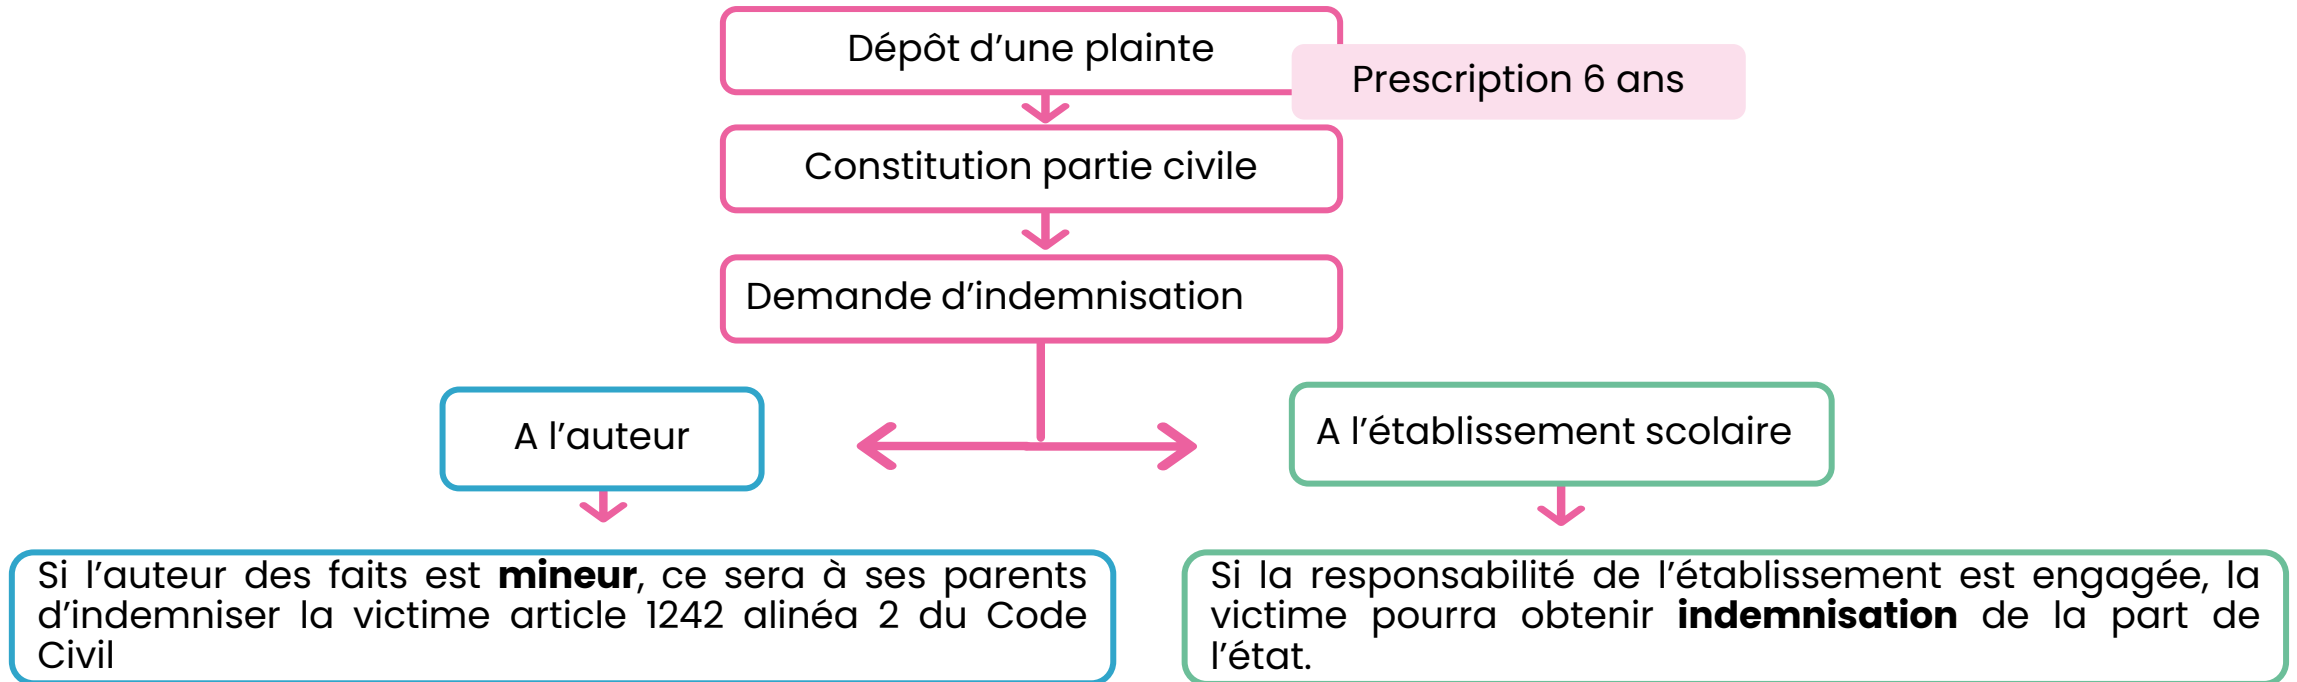 Dépôt d’une plainte
Prescription 6 ans
Constitution partie civile
Demande d’indemnisation
A l’auteur
A l’établissement scolaire
Si l’auteur des faits est mineur, ce sera à ses parents
d’indemniser la victime article 1242 alinéa 2 du Code
Civil
Si la responsabilité de l’établissement est engagée, la
victime pourra obtenir indemnisation de la part de
l’état.